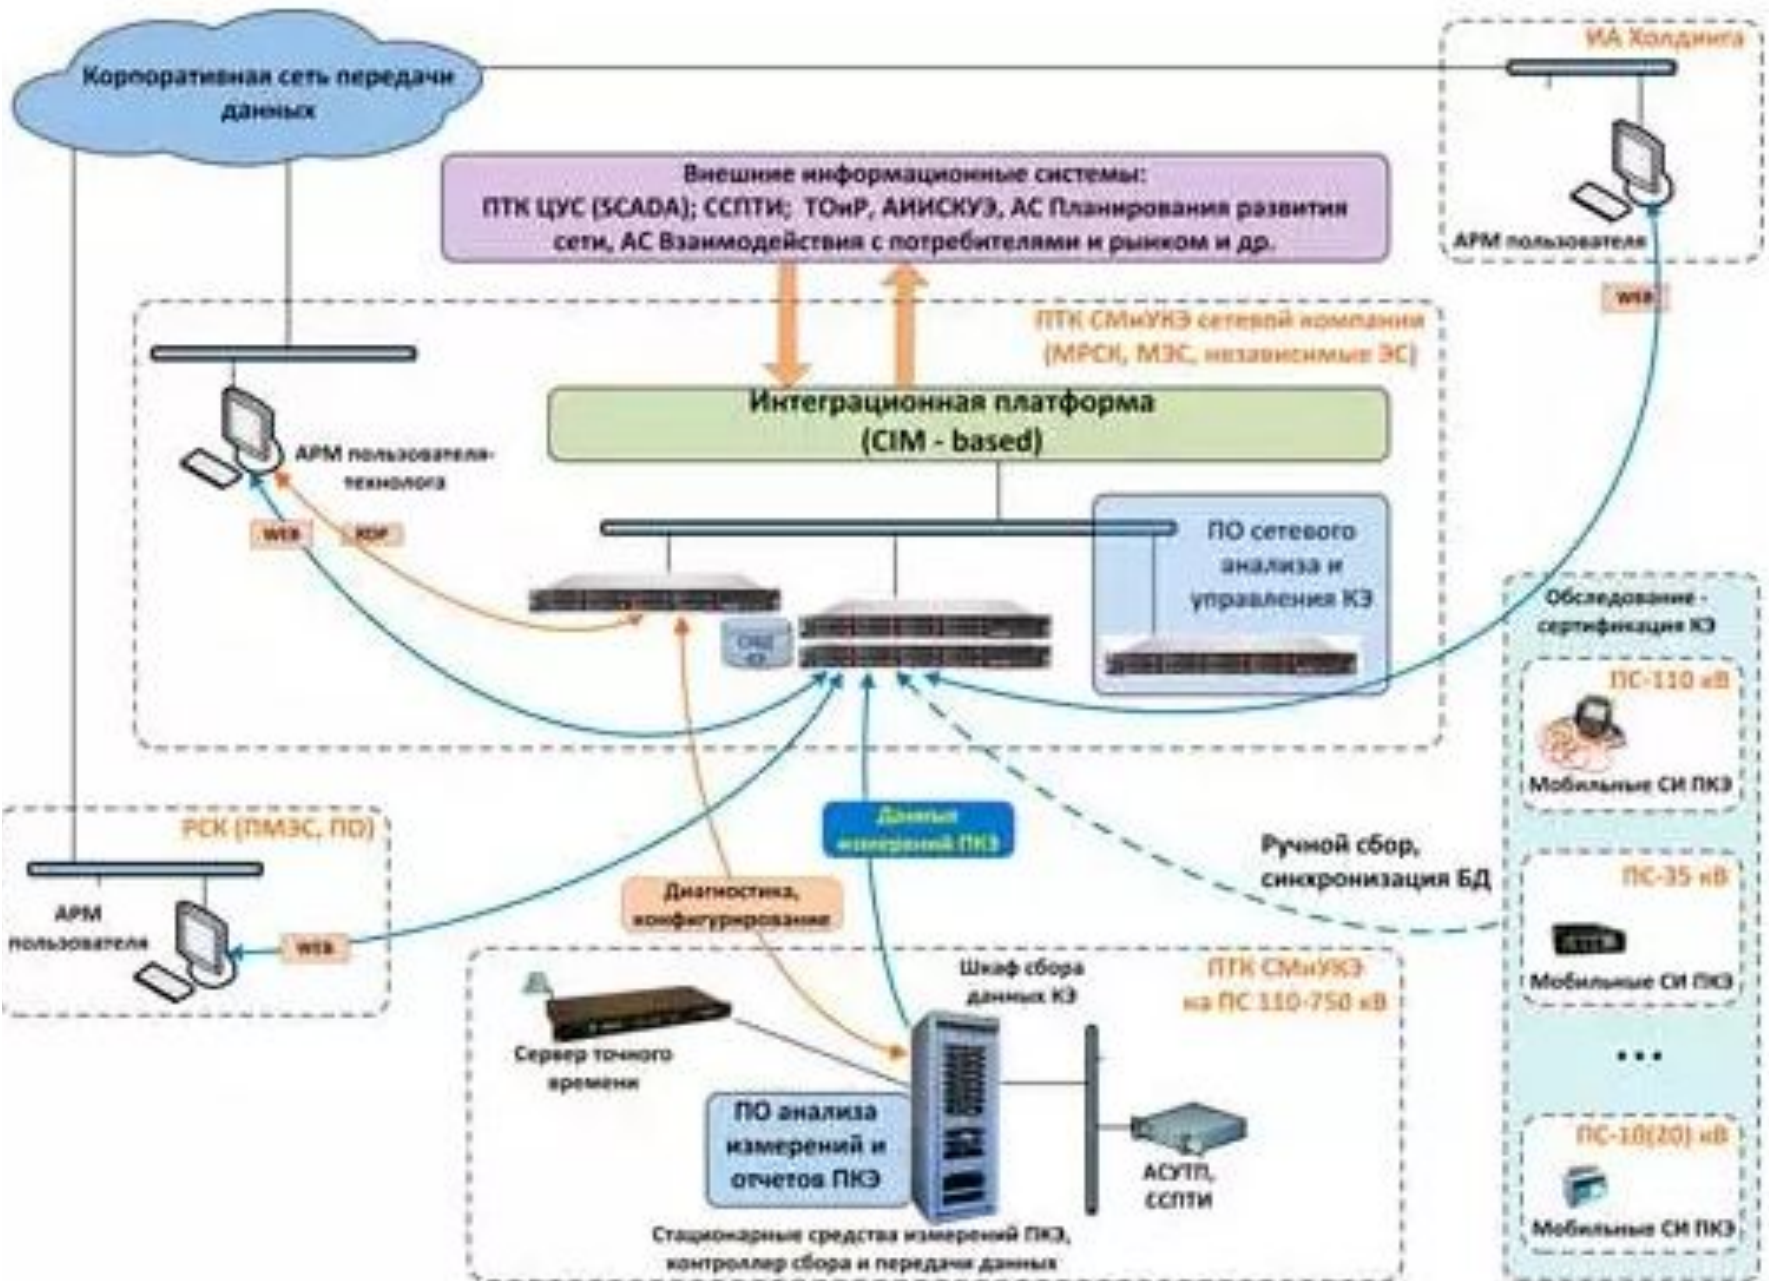 ИА Холдинга
Корпоративная сеть передачи
данных
Внешние информационные системы:
ПТК ЦУС (SCADA); ССПТИ; ТОиР, АИИСКУЭ, АС Планирования развития
сети, АС Взаимодействия с потребителями и рынком и др.
АРМ пользователя
WEB
ПТК СМиУКЭ сетевой компании
(МРСК, МЭС, независимые ЭС)
Интеграционная платформа
(CIM - based)
АРМ пользователя-
технолога
WEB
RDP
ПО сетевого
анализа и
управления КЭ
КЭ
Обследование -
сертификация КЭ
ПС-110 кВ
Мобильные СИ ПКЭ
РСК (ПМЭС, ПО)
Данные
измерений ПКЭ
Ручной сбор,
синхронизация БД
ПС-35 кВ
Диагностика,
конфигурирование
АРМ
пользователя
WEB
Мобильные СИ ПКЭ
Шкаф сбора
данных КЭ
ПТК СМиУКЭ
на ПС 110-750 кВ
Сервер точного
времени
...
ПО анализа
измерений и
отчетов ПКЭ
ПС-10(20) кВ
АСУТП,
ССПТИ
Мобильные СИ ПКЭ
Стационарные средства измерений ПКЭ,
контроллер сбора и передачи данных